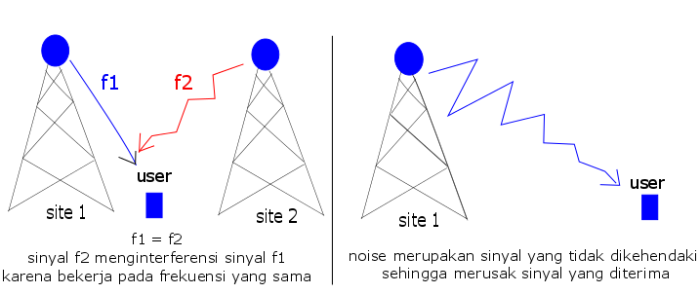 f1
f2
user
site 1
site 2
f1 = f2
sinyal f2 menginterferensi sinyal f1
karena bekerja pada frekuensi yang sama
user
site 1
noise merupakan sinyal yang tidak dikehendaki
sehingga merusak sinyal yang diterima